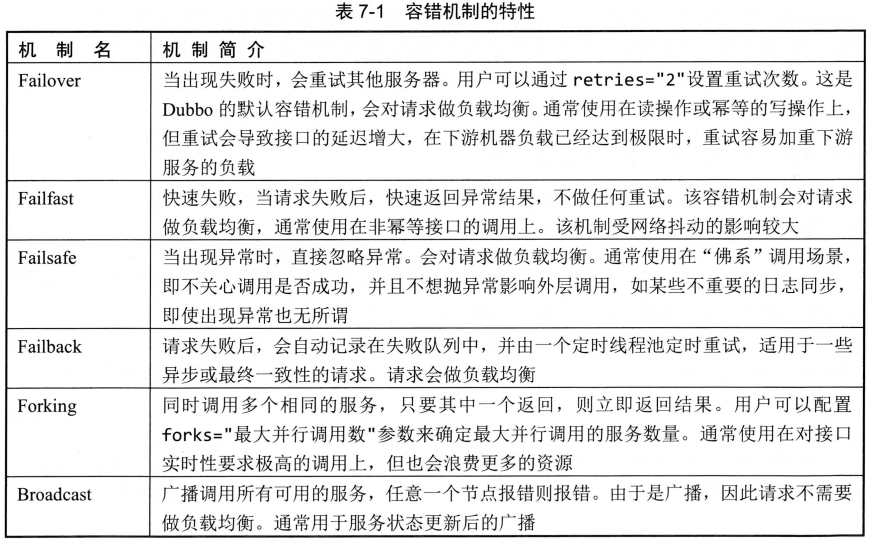 表 7-1 容错机制的特性
机 制 名
机 制 简 介
Failover
当出现失败时，会重试其他服务器。用户可以通过 retries="2"设置重试次数。这是
Dubbo 的默认容错机制，会对请求做负载均衡。通常使用在读操作或幂等的写操作上，
但重试会导致接口的延迟增大，在下游机器负载已经达到极限时，重试容易加重下游
服务的负载
Failfast
快速失败，当请求失败后，快速返回异常结果，不做任何重试。该容错机制会对请求
做负载均衡，通常使用在非幂等接口的调用上。该机制受网络抖动的影响较大
Failsafe
当出现异常时，直接忽略异常。会对请求做负载均衡。通常使用在“佛系”调用场景，
即不关心调用是否成功，并且不想抛异常影响外层调用，如某些不重要的日志同步，
即使出现异常也无所谓
Failback
请求失败后，会自动记录在失败队列中，并由一个定时线程池定时重试，适用于一些
异步或最终一致性的请求。请求会做负载均衡
Forking
同时调用多个相同的服务，只要其中一个返回，则立即返回结果。用户可以配置
forks="最大并行调用数"参数来确定最大并行调用的服务数量。通常使用在对接口
实时性要求极高的调用上，但也会浪费更多的资源
Broadcast
广播调用所有可用的服务，任意一个节点报错则报错。由于是广播，因此请求不需要
做负载均衡。通常用于服务状态更新后的广播